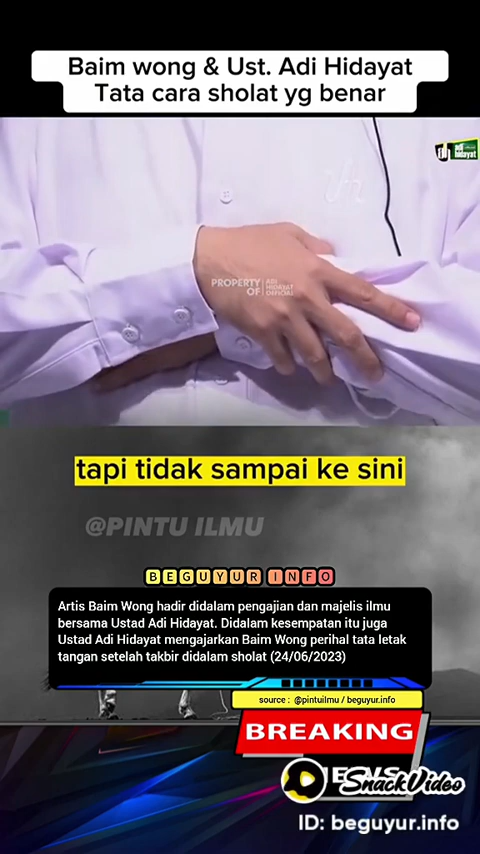 Baim wong & Ust. Adi Hidayat
Tata cara sholat yg benar
adi
hidayat
PROPERTY OF
ADI HIDAYAT OFFICIAL
tapi tidak sampai ke sini
@PINTU ILMU
BEGUYUR INFO
Artis Baim Wong hadir didalam pengajian dan majelis ilmu
bersama Ustad Adi Hidayat. Didalam kesempatan itu juga
Ustad Adi Hidayat mengajarkan Baim Wong perihal tata letak
tangan setelah takbir didalam sholat (24/06/2023)
source : @pintuilmu / beguyur.info
BREAKING
SnackVideo
ID: beguyur.info